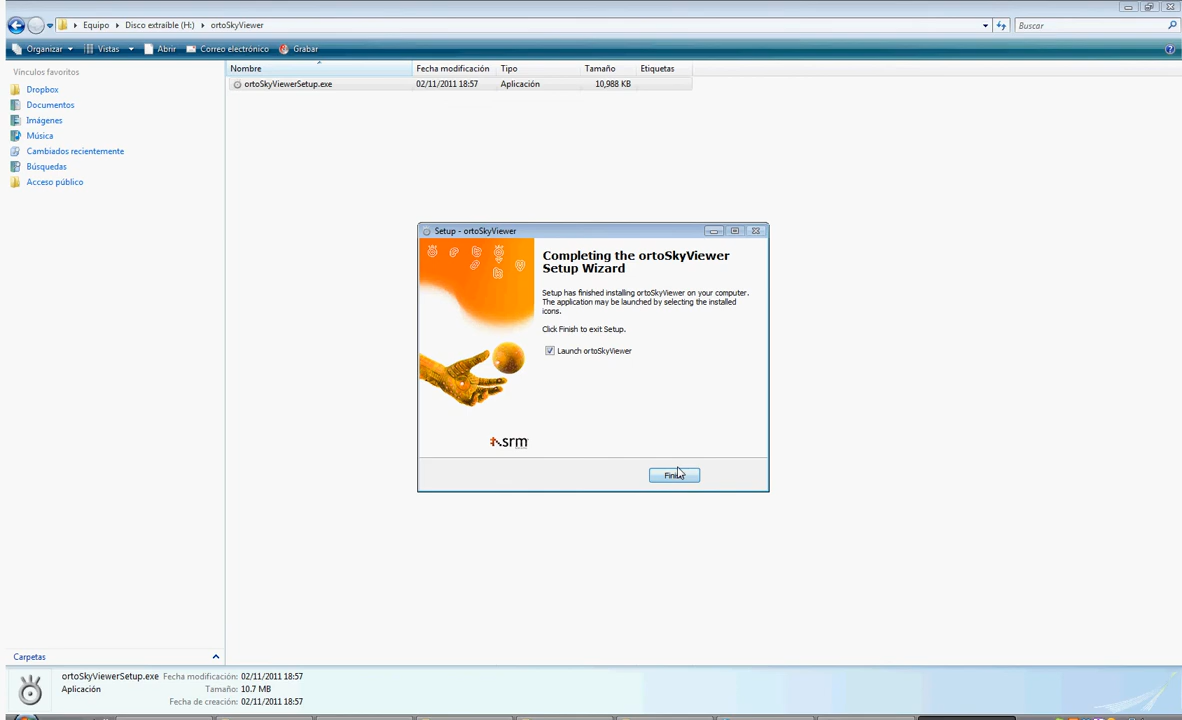 Equipo
Disco extraíble (H:)
ortoSkyViewer
Buscar
Organizar
Vistas
Abrir
Correo electrónico
Grabar
?
Vínculos favoritos
Dropbox
Documentos
Imágenes
Música
Cambiados recientemente
Búsquedas
Acceso público
Nombre
Fecha modificación
Tipo
Tamaño
Etiquetas
ortoSkyViewerSetup.exe
02/11/2011 18:57
Aplicación
10,988 KB
Setup - ortoSkyViewer
Completing the ortoSkyViewer
Setup Wizard
Setup has finished installing ortoSkyViewer on your computer.
The application may be launched by selecting the installed
icons.
Click Finish to exit Setup.
Launch ortoSkyViewer
srm
Carpetas
ortoSkyViewerSetup.exe Fecha modificación: 02/11/2011 18:57
Aplicación Tamaño: 10.7 MB
Fecha de creación: 02/11/2011 18:57